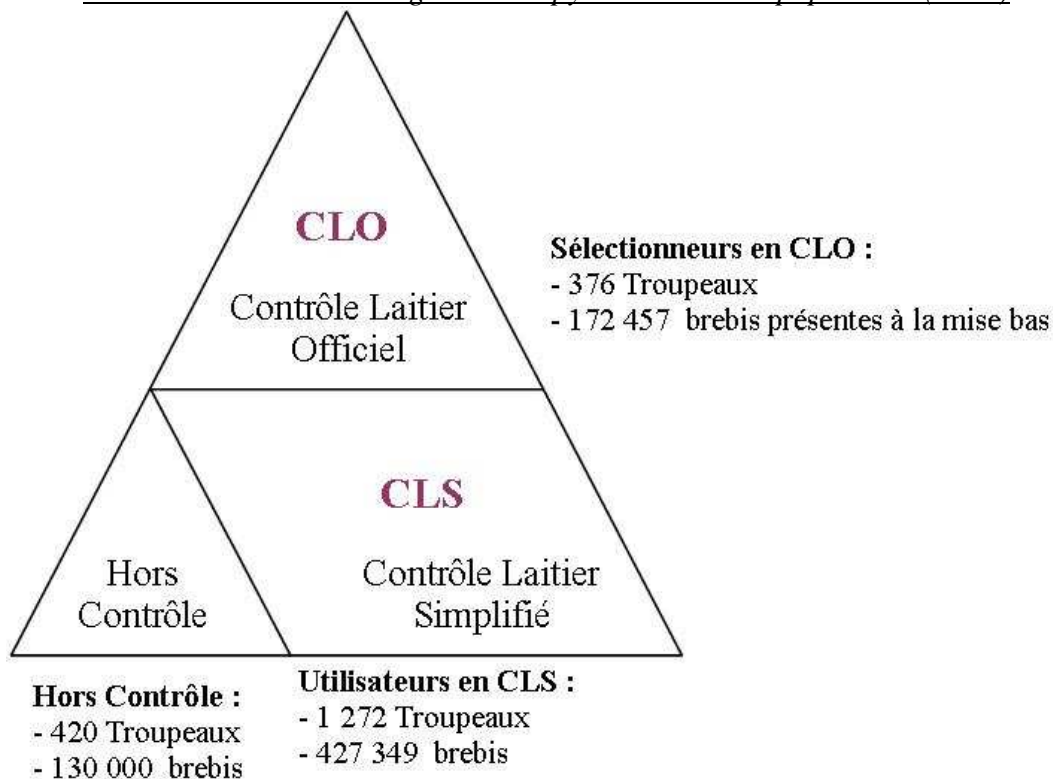 CLO
Contrôle Laitier
Officiel
Sélectionneurs en CLO :
- 376 Troupeaux
- 172 457 brebis présentes à la mise bas
CLS
Contrôle Laitier
Simplifié
Hors
Contrôle
Hors Contrôle :
- 420 Troupeaux
- 130 000 brebis
Utilisateurs en CLS :
- 1 272 Troupeaux
- 427 349 brebis